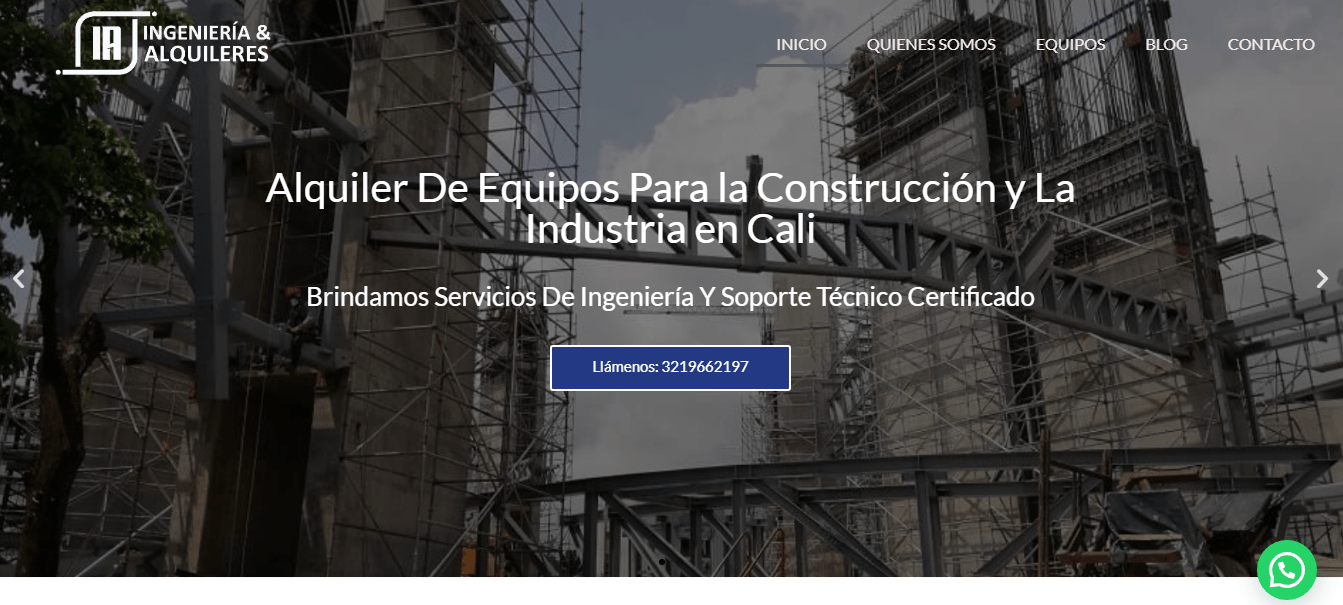 IA INGENIERÍA &
ALQUILERES
INICIO QUIENES SOMOS EQUIPOS BLOG CONTACTO
Alquiler De Equipos Para la Construcción y La
Industria en Cali
Brindamos Servicios De Ingeniería Y Soporte Técnico Certificado
Llámenos: 3219662197